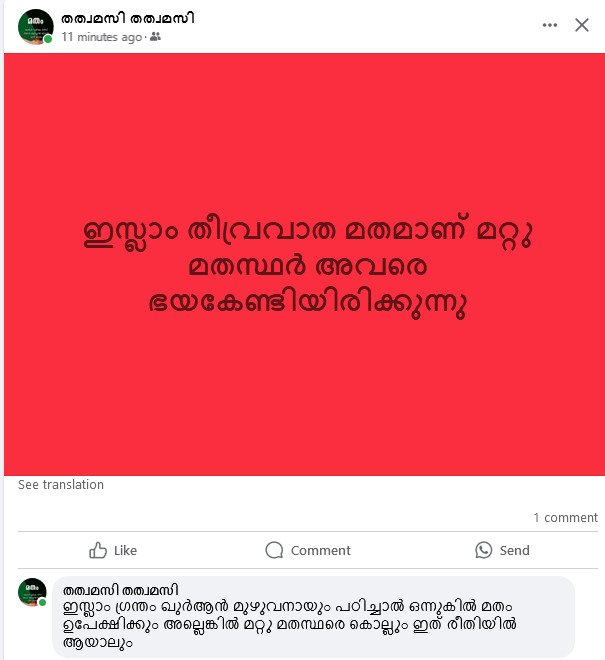 തത്വമസി തത്വമസി
11 minutes ago ·
ഇസ്ലാം തീവ്രവാത മതമാണ് മറ്റു
മതസ്ഥർ അവരെ
ഭയകേണ്ടിയിരിക്കുന്നു
See translation
1 comment
Like Comment Send
തത്വമസി തത്വമസി
ഇസ്ലാം ഗ്രന്തം ഖുർആൻ മുഴുവനായും പഠിച്ചാൽ ഒന്നുകിൽ മതം
ഉപേക്ഷിക്കും അല്ലെങ്കിൽ മറ്റു മതസ്ഥരെ കൊല്ലും ഇത് രീതിയിൽ
ആയാലും